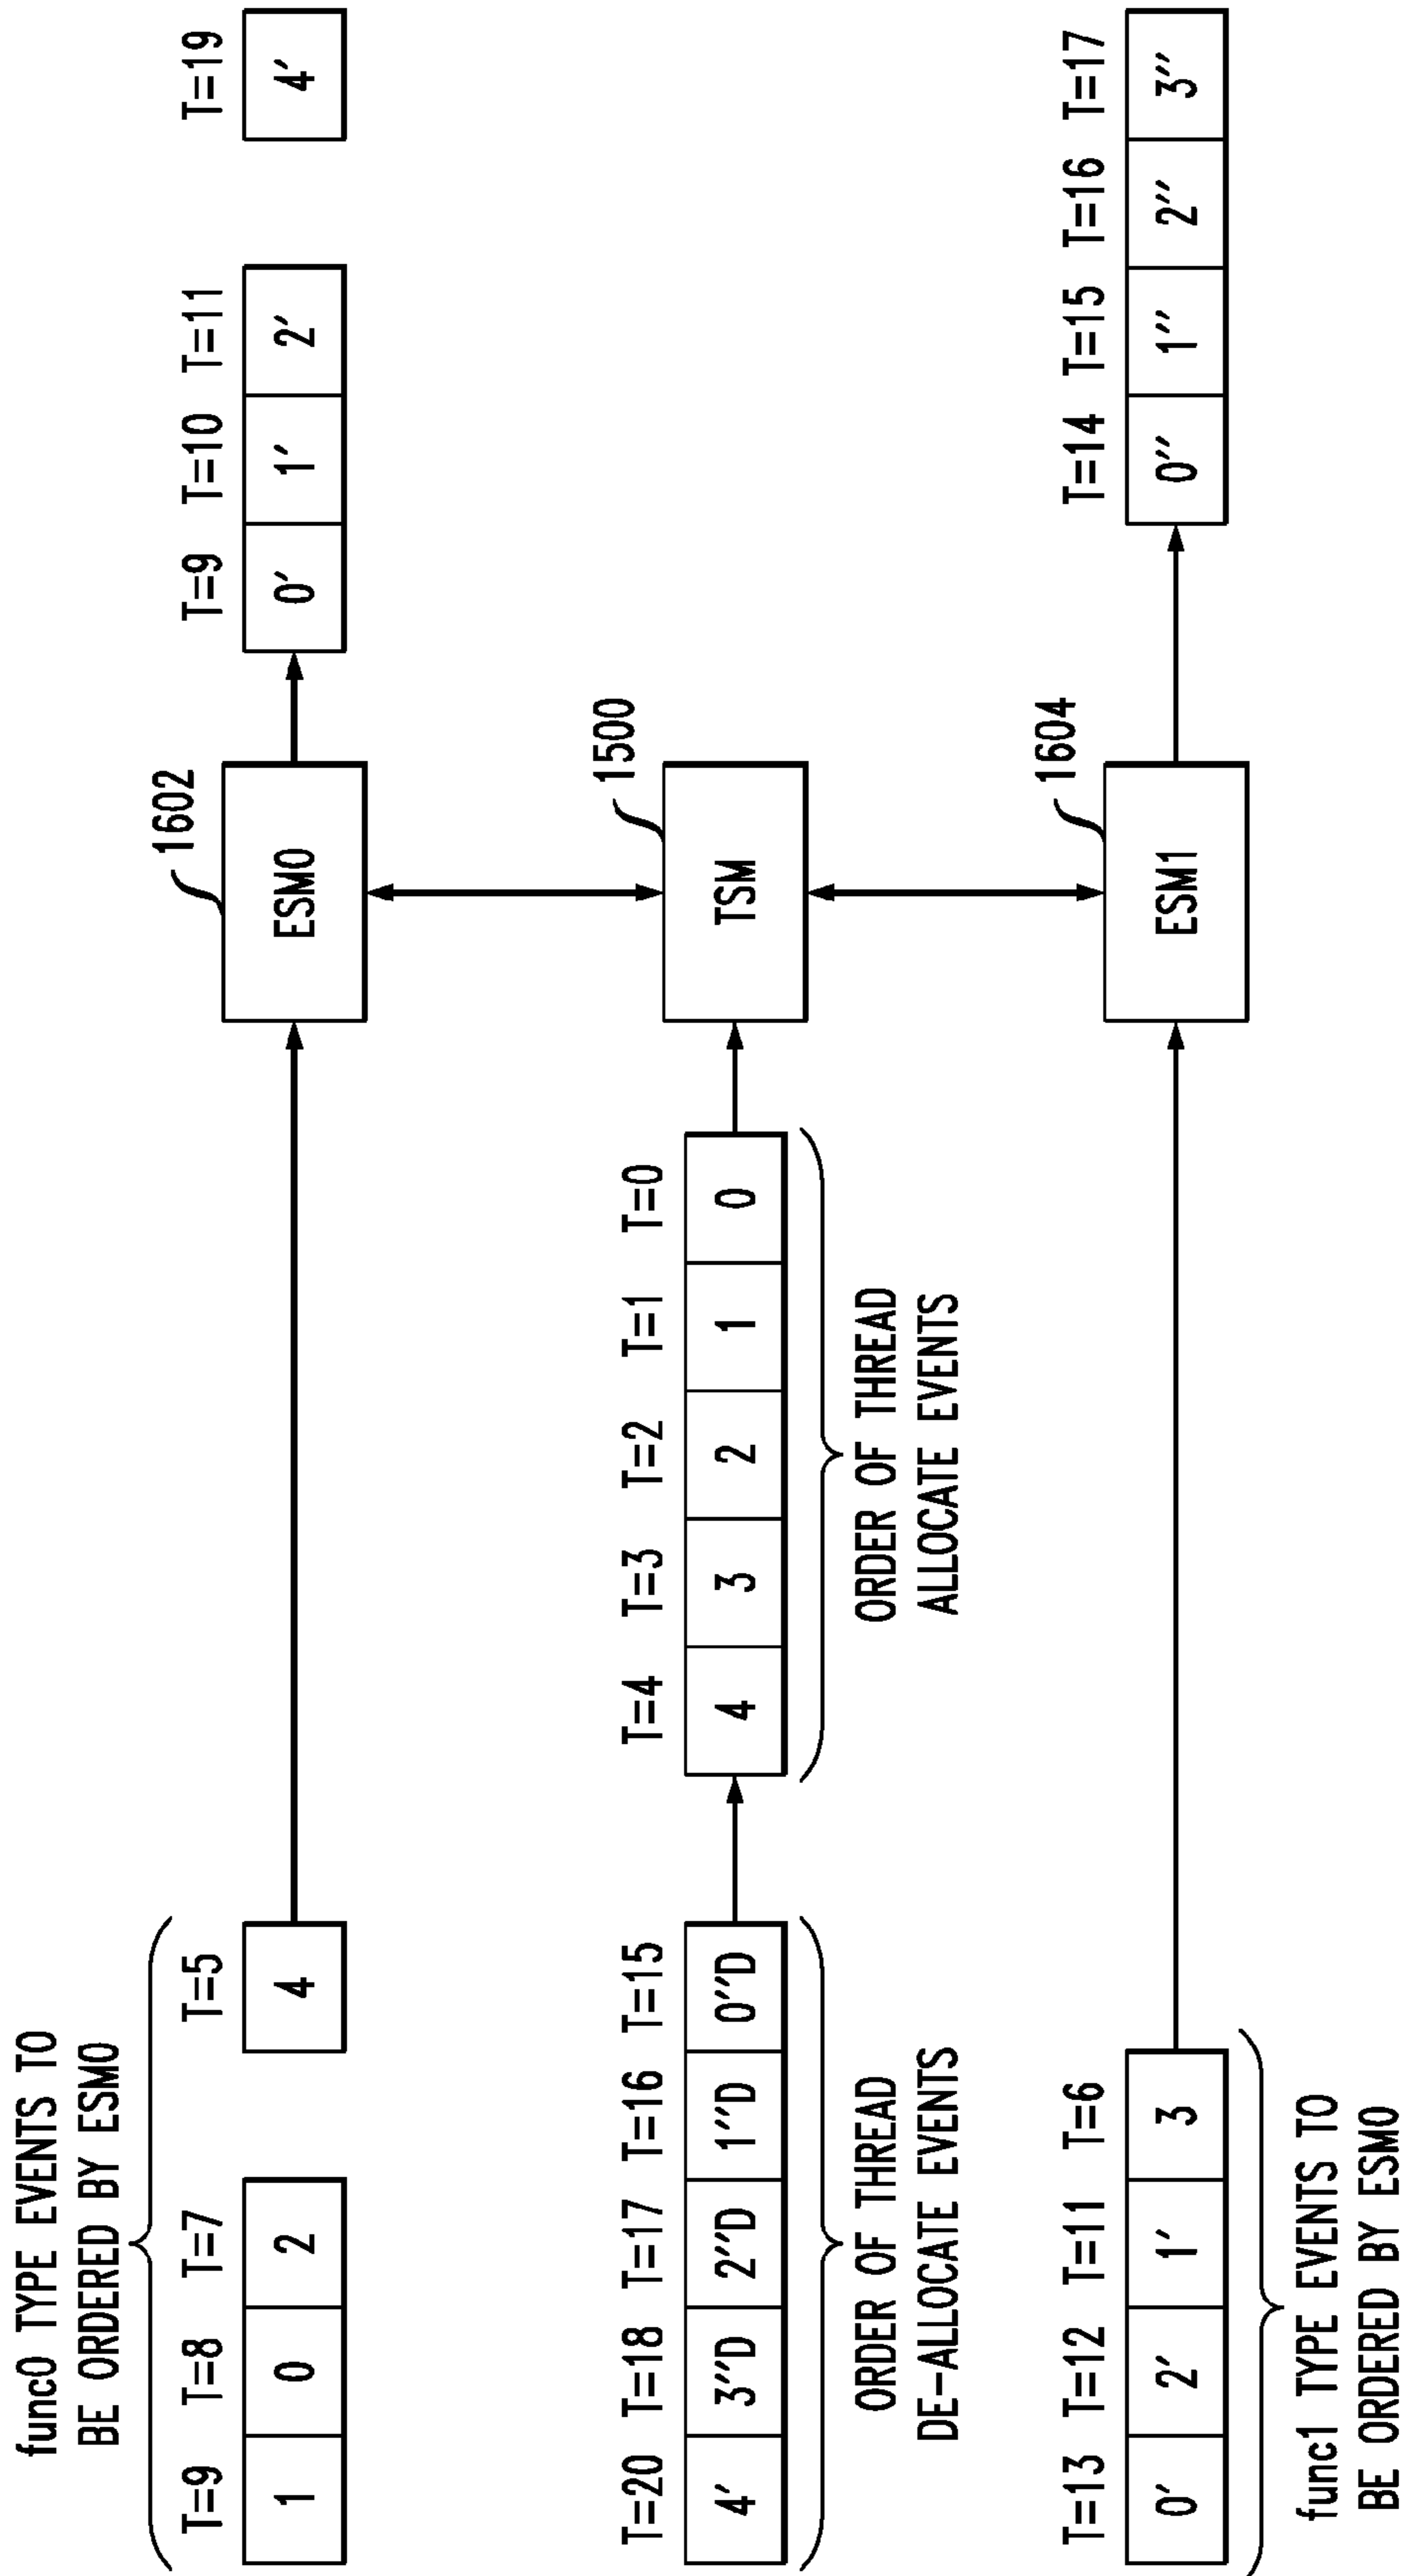 func0 TYPE EVENTS TO
BE ORDERED BY ESM0
T=9 T=8 T=7 T=5
1 0 2 4
1602
ESM0
T=9 T=10 T=11 T=19
0′ 1′ 2′ 4′
T=20 T=18 T=17 T=16 T=15
4′ 3″D 2″D 1″D 0″D
ORDER OF THREAD
DE-ALLOCATE EVENTS
T=4 T=3 T=2 T=1 T=0
4 3 2 1 0
ORDER OF THREAD
ALLOCATE EVENTS
1500
TSM
T=13 T=12 T=11 T=6
0′ 2′ 1′ 3
func1 TYPE EVENTS TO
BE ORDERED BY ESM0
1604
ESM1
T=14 T=15 T=16 T=17
0″ 1″ 2″ 3″